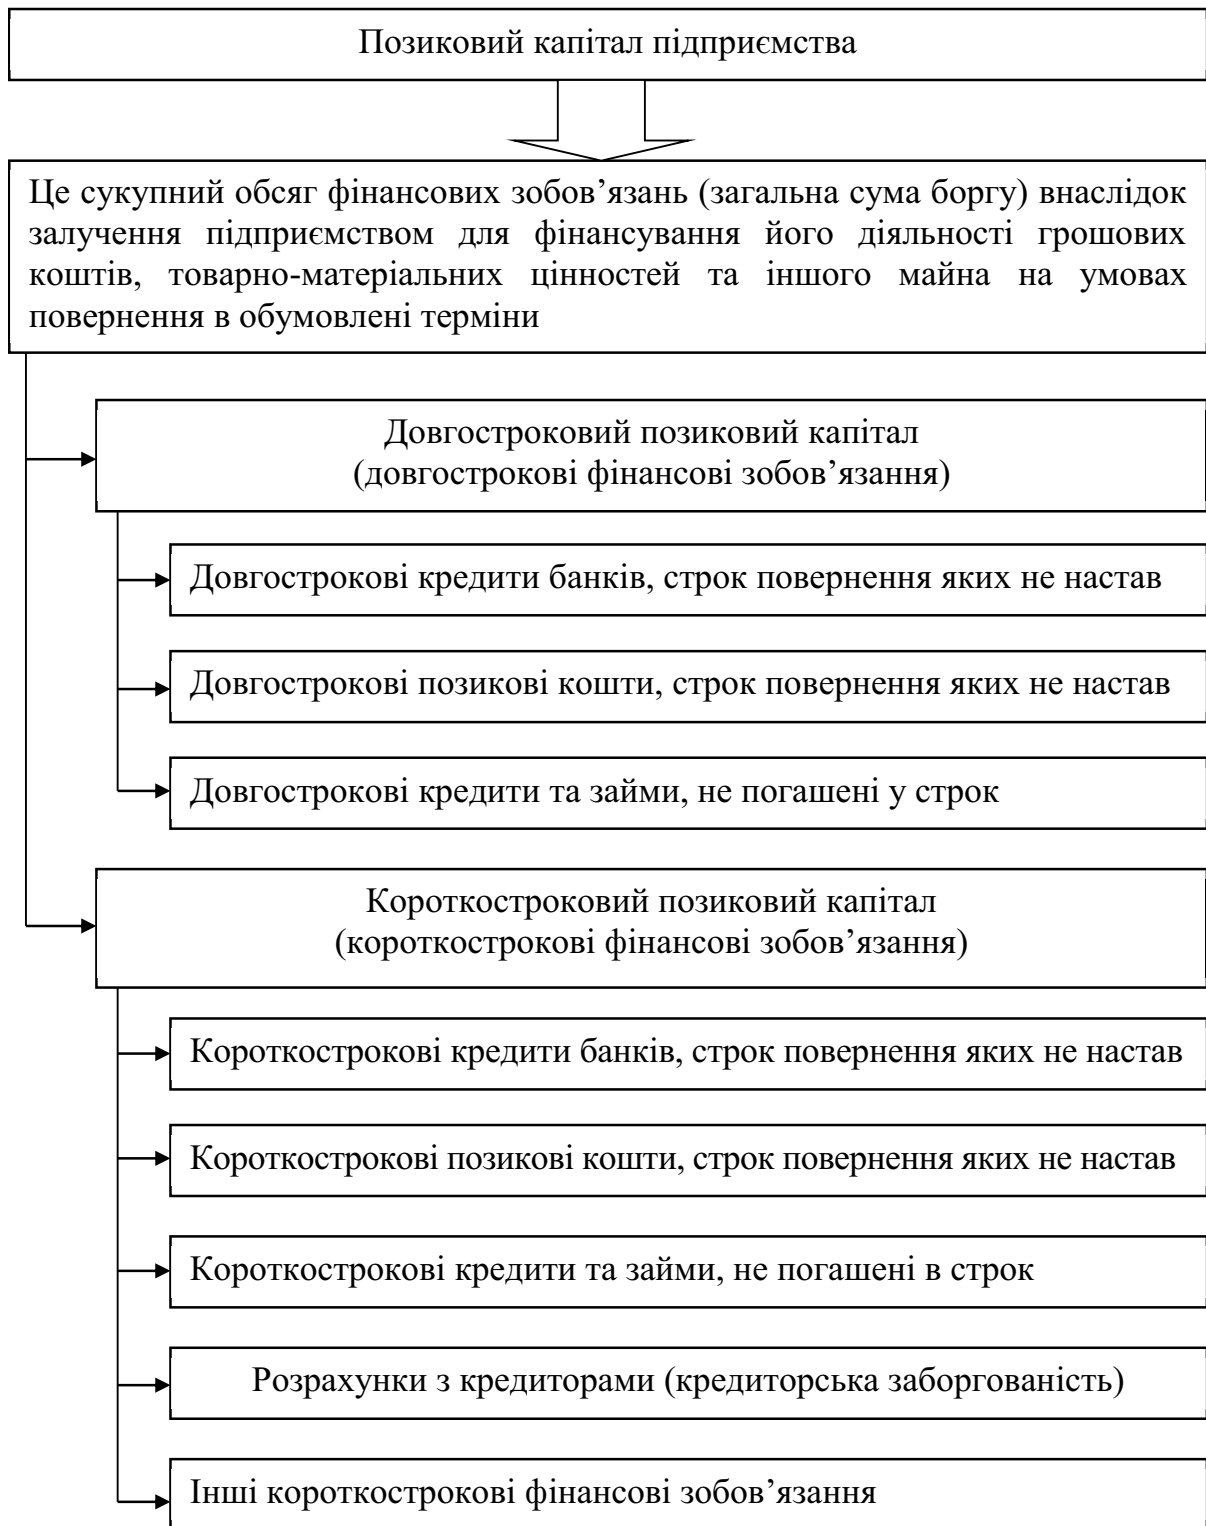 Позиковий капітал підприємства
Це сукупний обсяг фінансових зобов’язань (загальна сума боргу) внаслідок
залучення підприємством для фінансування його діяльності грошових
коштів, товарно-матеріальних цінностей та іншого майна на умовах
повернення в обумовлені терміни
Довгостроковий позиковий капітал
(довгострокові фінансові зобов’язання)
Довгострокові кредити банків, строк повернення яких не настав
Довгострокові позикові кошти, строк повернення яких не настав
Довгострокові кредити та займи, не погашені у строк
Короткостроковий позиковий капітал
(короткострокові фінансові зобов’язання)
Короткострокові кредити банків, строк повернення яких не настав
Короткострокові позикові кошти, строк повернення яких не настав
Короткострокові кредити та займи, не погашені в строк
Розрахунки з кредиторами (кредиторська заборгованість)
Інші короткострокові фінансові зобов’язання